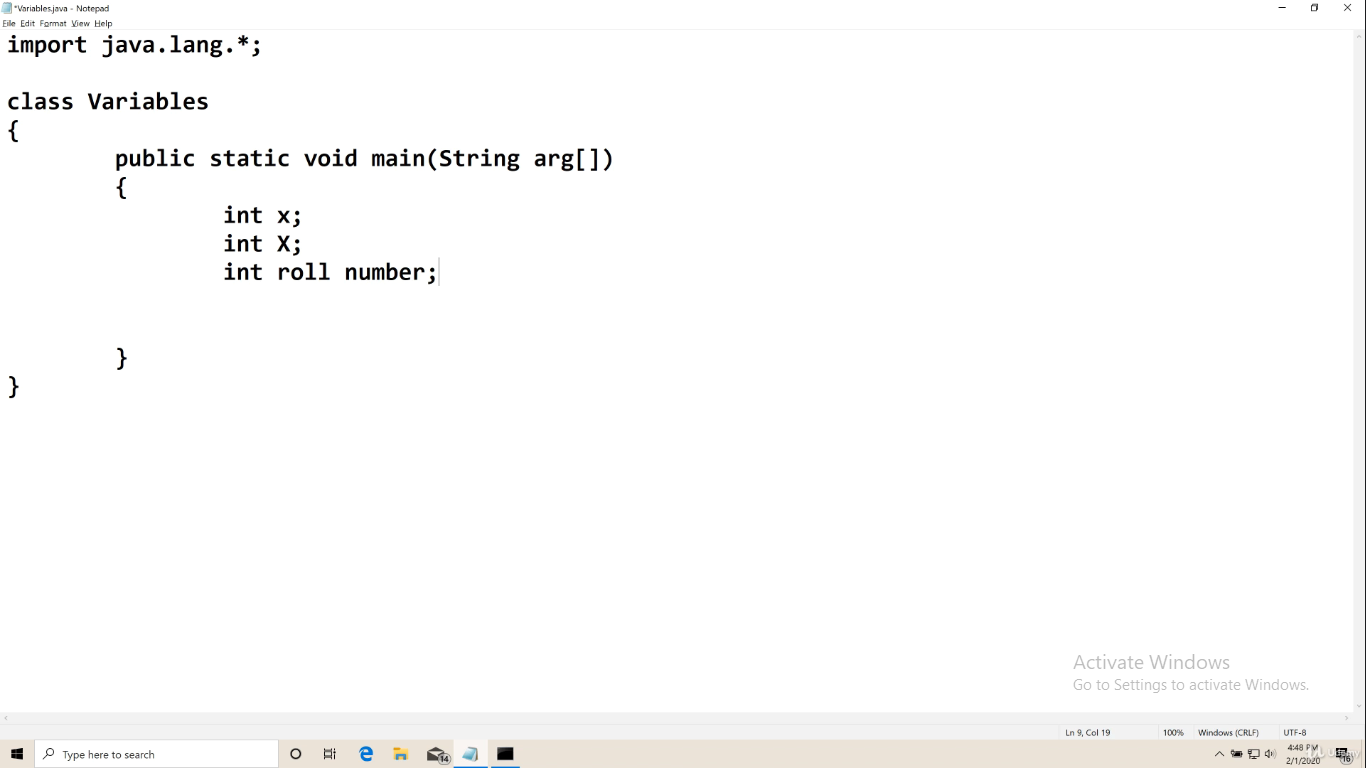 *Variables.java - Notepad
File Edit Format View Help
import java.lang.*;
class Variables
{
public static void main(String arg[])
{
int x;
int X;
int roll number;
}
}
Activate Windows
Go to Settings to activate Windows.
Ln 9, Col 19 100% Windows (CRLF) UTF-8
Type here to search
14
4:48 PM
2/1/2020
16